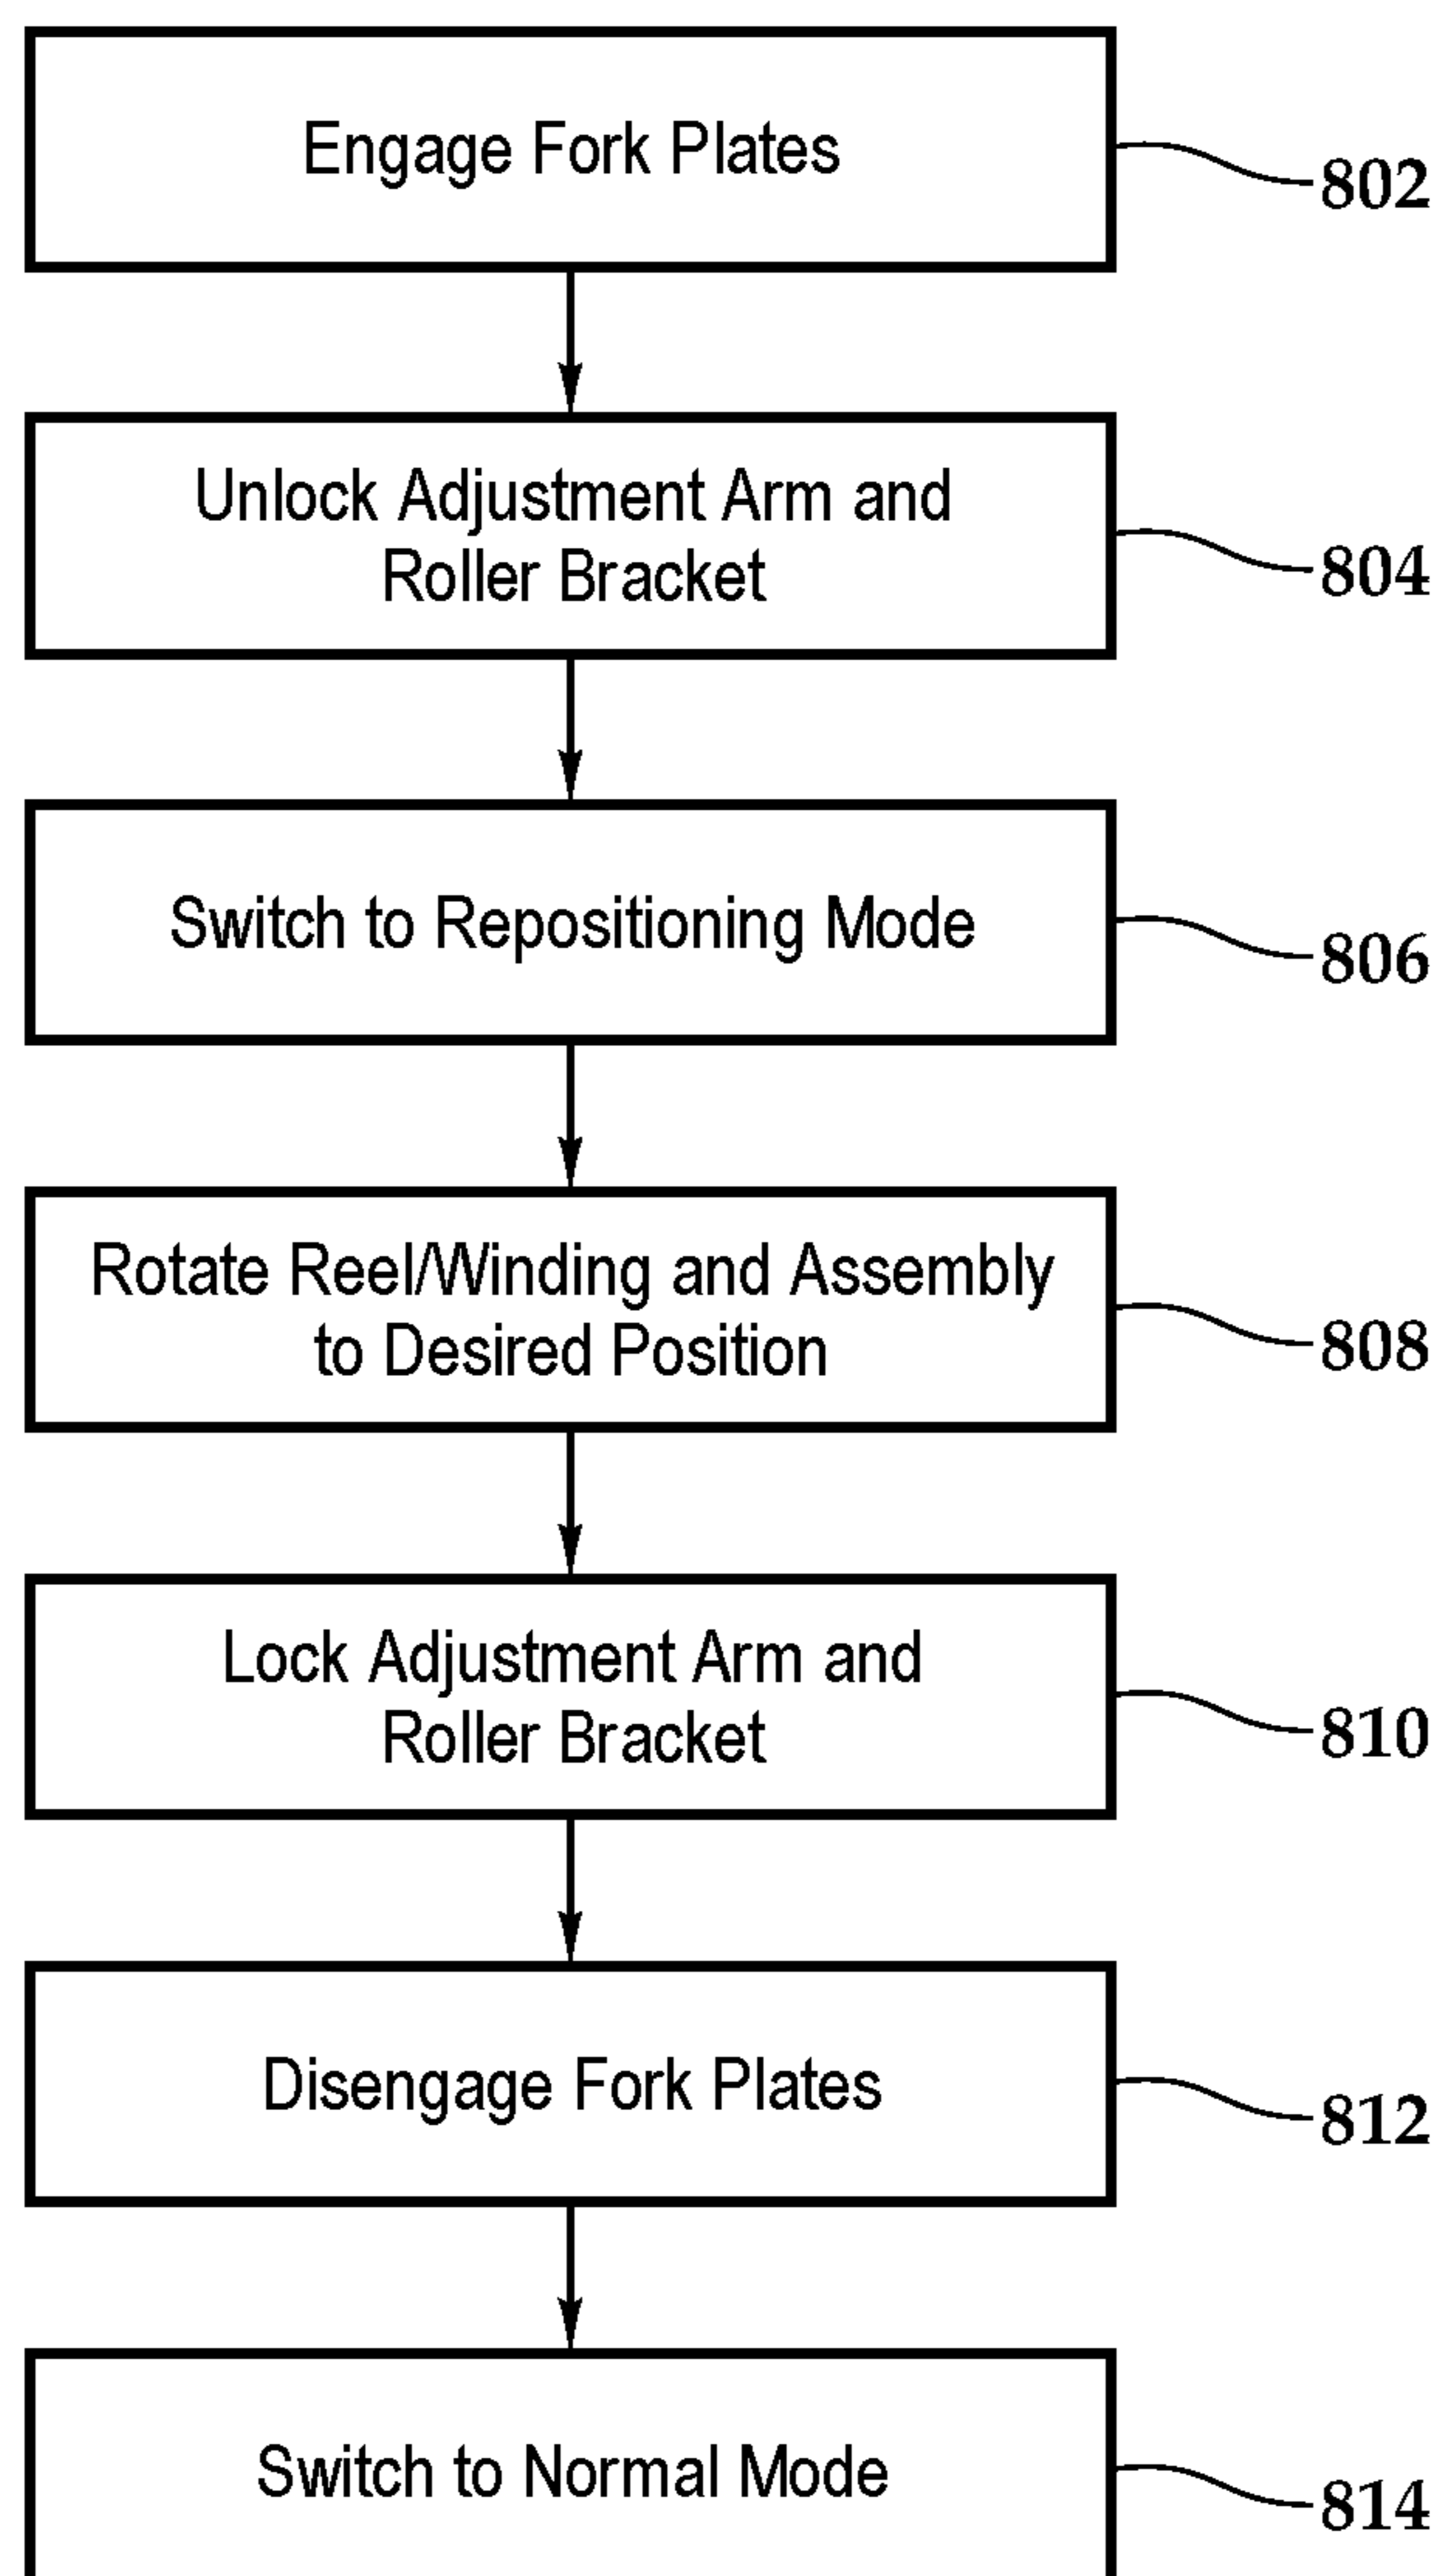 Engage Fork Plates
802
Unlock Adjustment Arm and
Roller Bracket
804
Switch to Repositioning Mode
806
Rotate Reel/Winding and Assembly
to Desired Position
808
Lock Adjustment Arm and
Roller Bracket
810
Disengage Fork Plates
812
Switch to Normal Mode
814